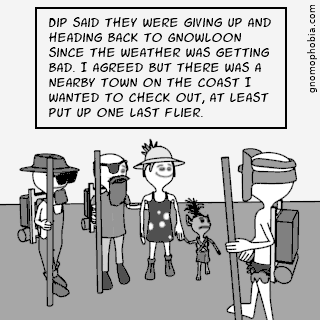 DIP SAID THEY WERE GIVING UP AND
HEADING BACK TO GNOWLOON
SINCE THE WEATHER WAS GETTING
BAD. I AGREED BUT THERE WAS A
NEARBY TOWN ON THE COAST I
WANTED TO CHECK OUT, AT LEAST
PUT UP ONE LAST FLIER.
gnomophobia.com